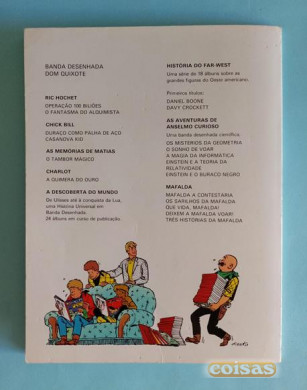 BANDA DESENHADA
DOM QUIXOTE
RIC HOCHET
OPERAÇÃO 100 BILIÕES
O FANTASMA DO ALQUIMISTA
CHICK BILL
DURAÇO COMO PALHA DE AÇO
CASANOVA KID
AS MEMÓRIAS DE MATIAS
O TAMBOR MÁGICO
CHARLOT
A QUIMERA DO OURO
A DESCOBERTA DO MUNDO
De Ulisses até à conquista da Lua,
uma História Universal em
Banda Desenhada.
24 álbuns em curso de publicação.
HISTÓRIA DO FAR-WEST
Uma série de 18 álbuns sobre as
grandes figuras do Oeste americano.
Primeiros títulos:
DANIEL BOONE
DAVY CROCKETT
AS AVENTURAS DE
ANSELMO CURIOSO
Uma banda desenhada científica.
OS MISTÉRIOS DA GEOMETRIA
O SONHO DE VOAR
A MAGIA DA INFORMÁTICA
EINSTEIN E A TEORIA DA
RELATIVIDADE
EINSTEIN E O BURACO NEGRO
MAFALDA
MAFALDA A CONTESTÁRIA
OS SARILHOS DA MAFALDA
QUE VIDA, MAFALDA!
DEIXEM A MAFALDA VOAR!
TRÊS HISTÓRIAS DA MAFALDA
coisas